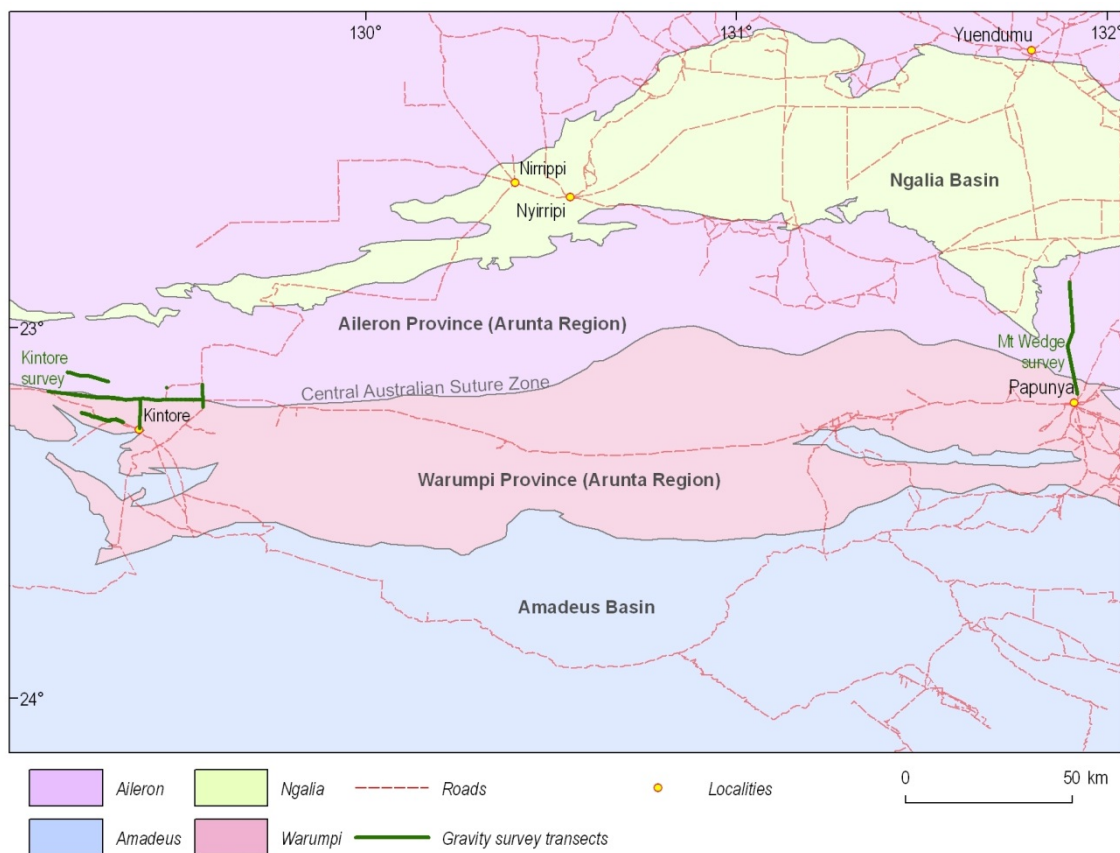 130°
131°
132°
Yuendumu
Nirrippi
Ngalia Basin
Nyirripi
23°
Aileron Province (Arunta Region)
Kintore
survey
Mt Wedge
survey
Central Australian Suture Zone
Papunya
Kintore
Warumpi Province (Arunta Region)
Amadeus Basin
24°
Aileron
Ngalia
Roads
Localities
0
50 km
Amadeus
Warumpi
Gravity survey transects